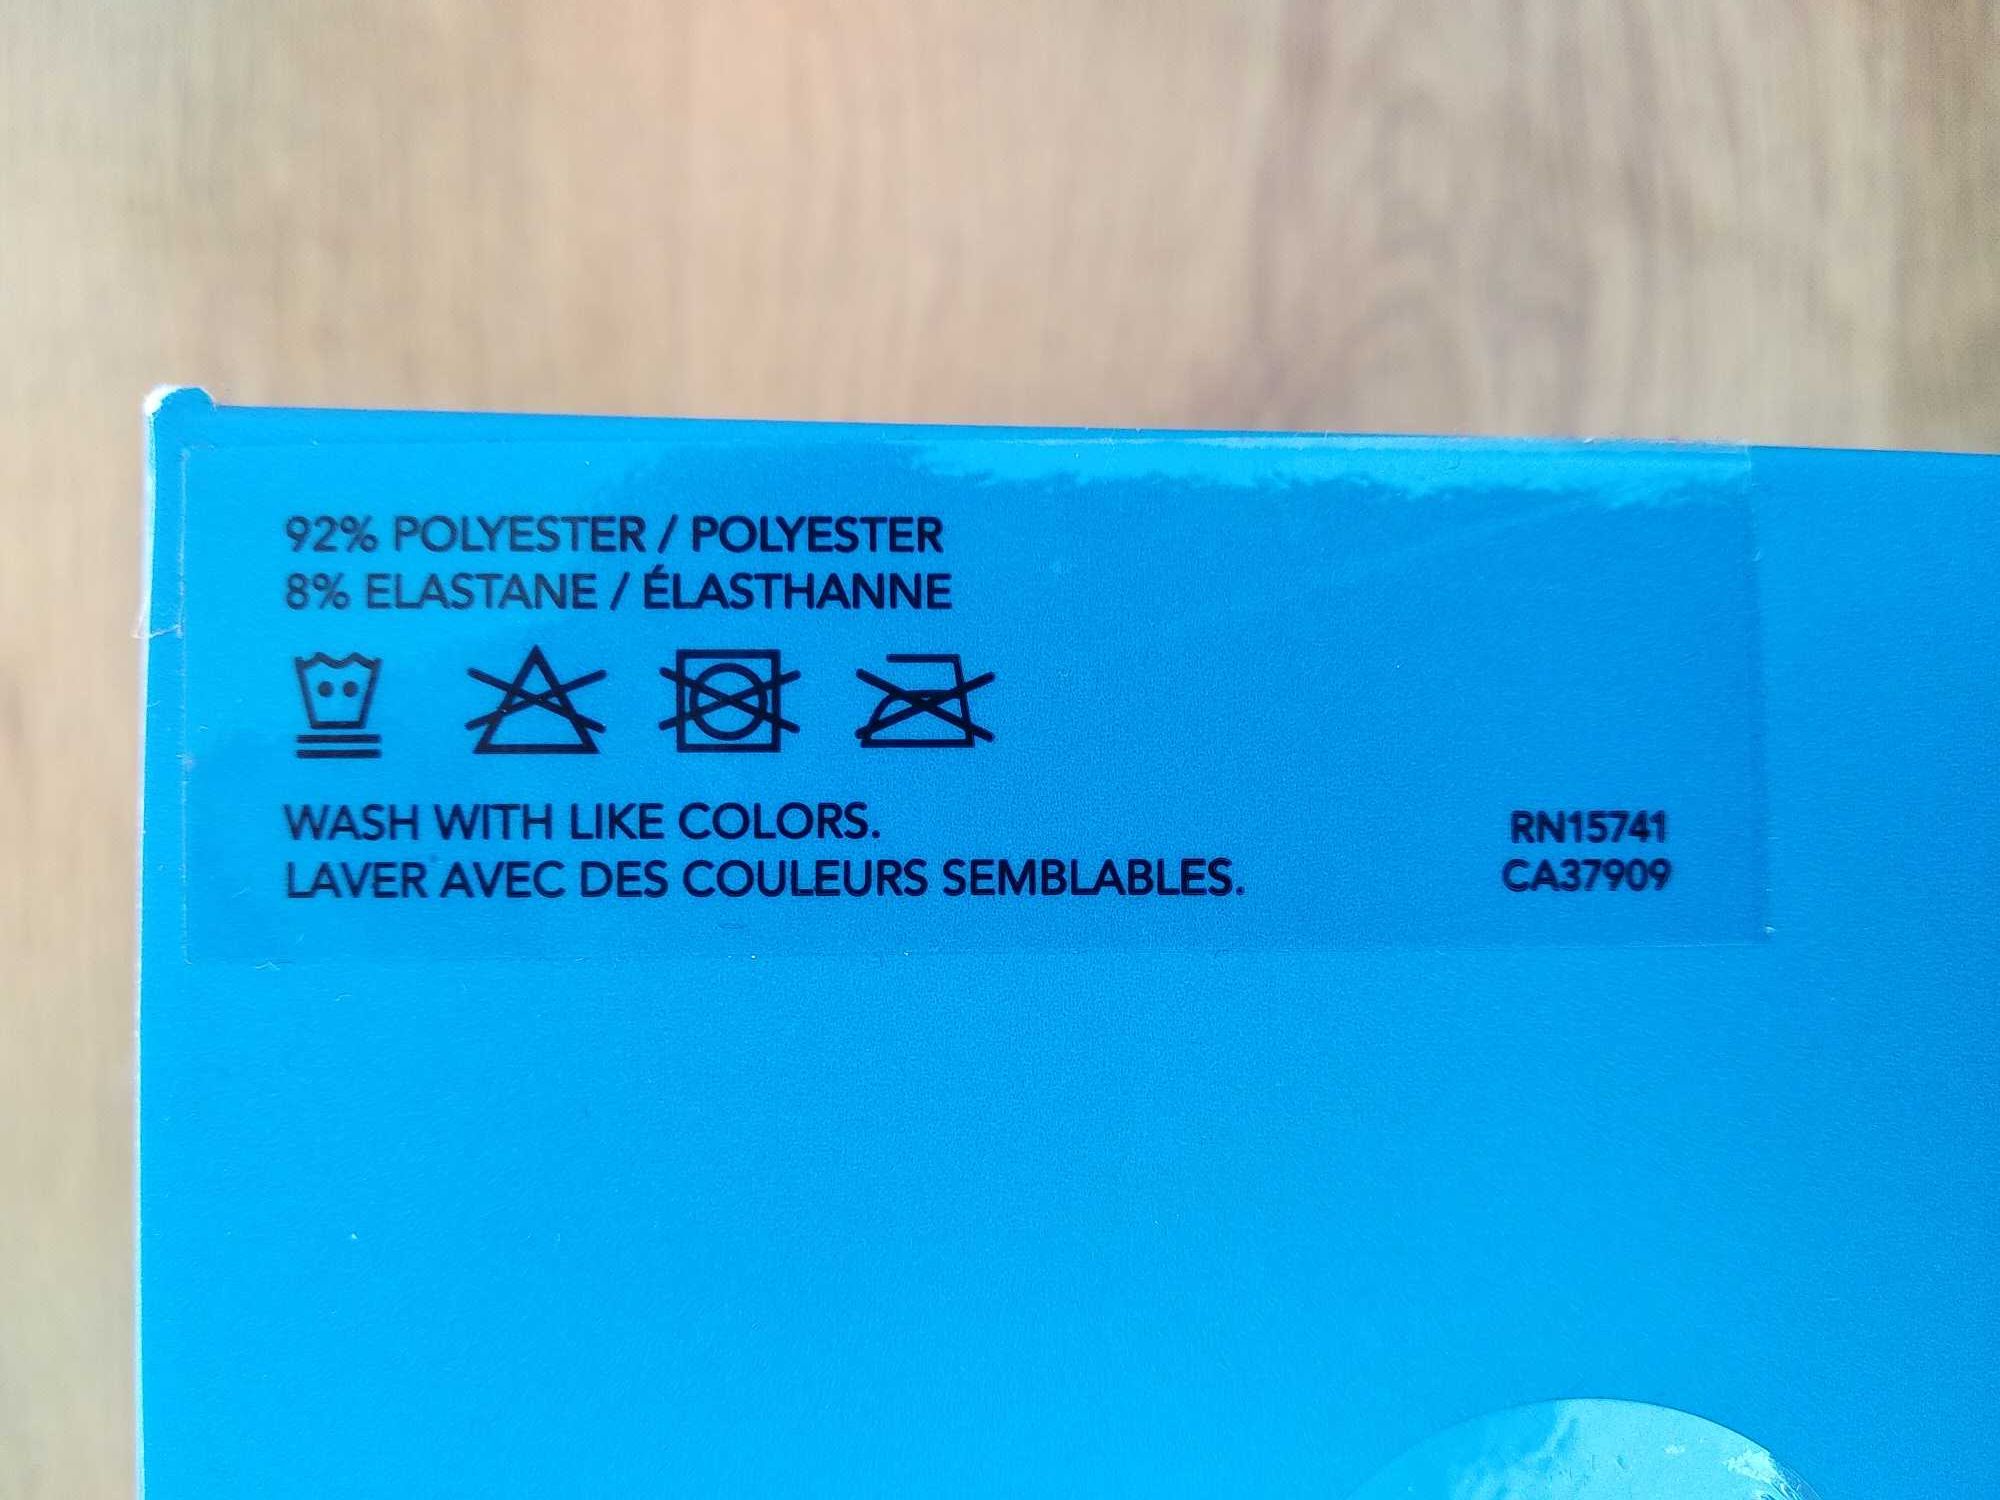 92% POLYESTER / POLYESTER
8% ELASTANE / ÉLASTHANNE
WASH WITH LIKE COLORS.
LAVER AVEC DES COULEURS SEMBLABLES.
RN15741
CA37909